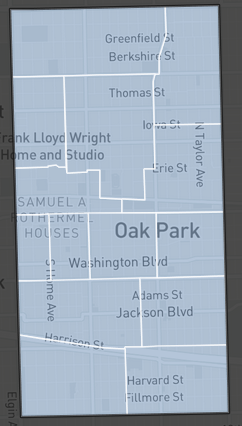 Greenfield St
Berkshire St
Thomas St
Iowa St
N Taylor Ave
rank Lloyd Wright
Home and Studio
Erie St
SAMUEL A
ROTHERMEL
HOUSES
Oak Park
Washington Blvd
S Home Ave
Adams St
Jackson Blvd
Harrison St
Harvard St
Fillmore St
Elgin A